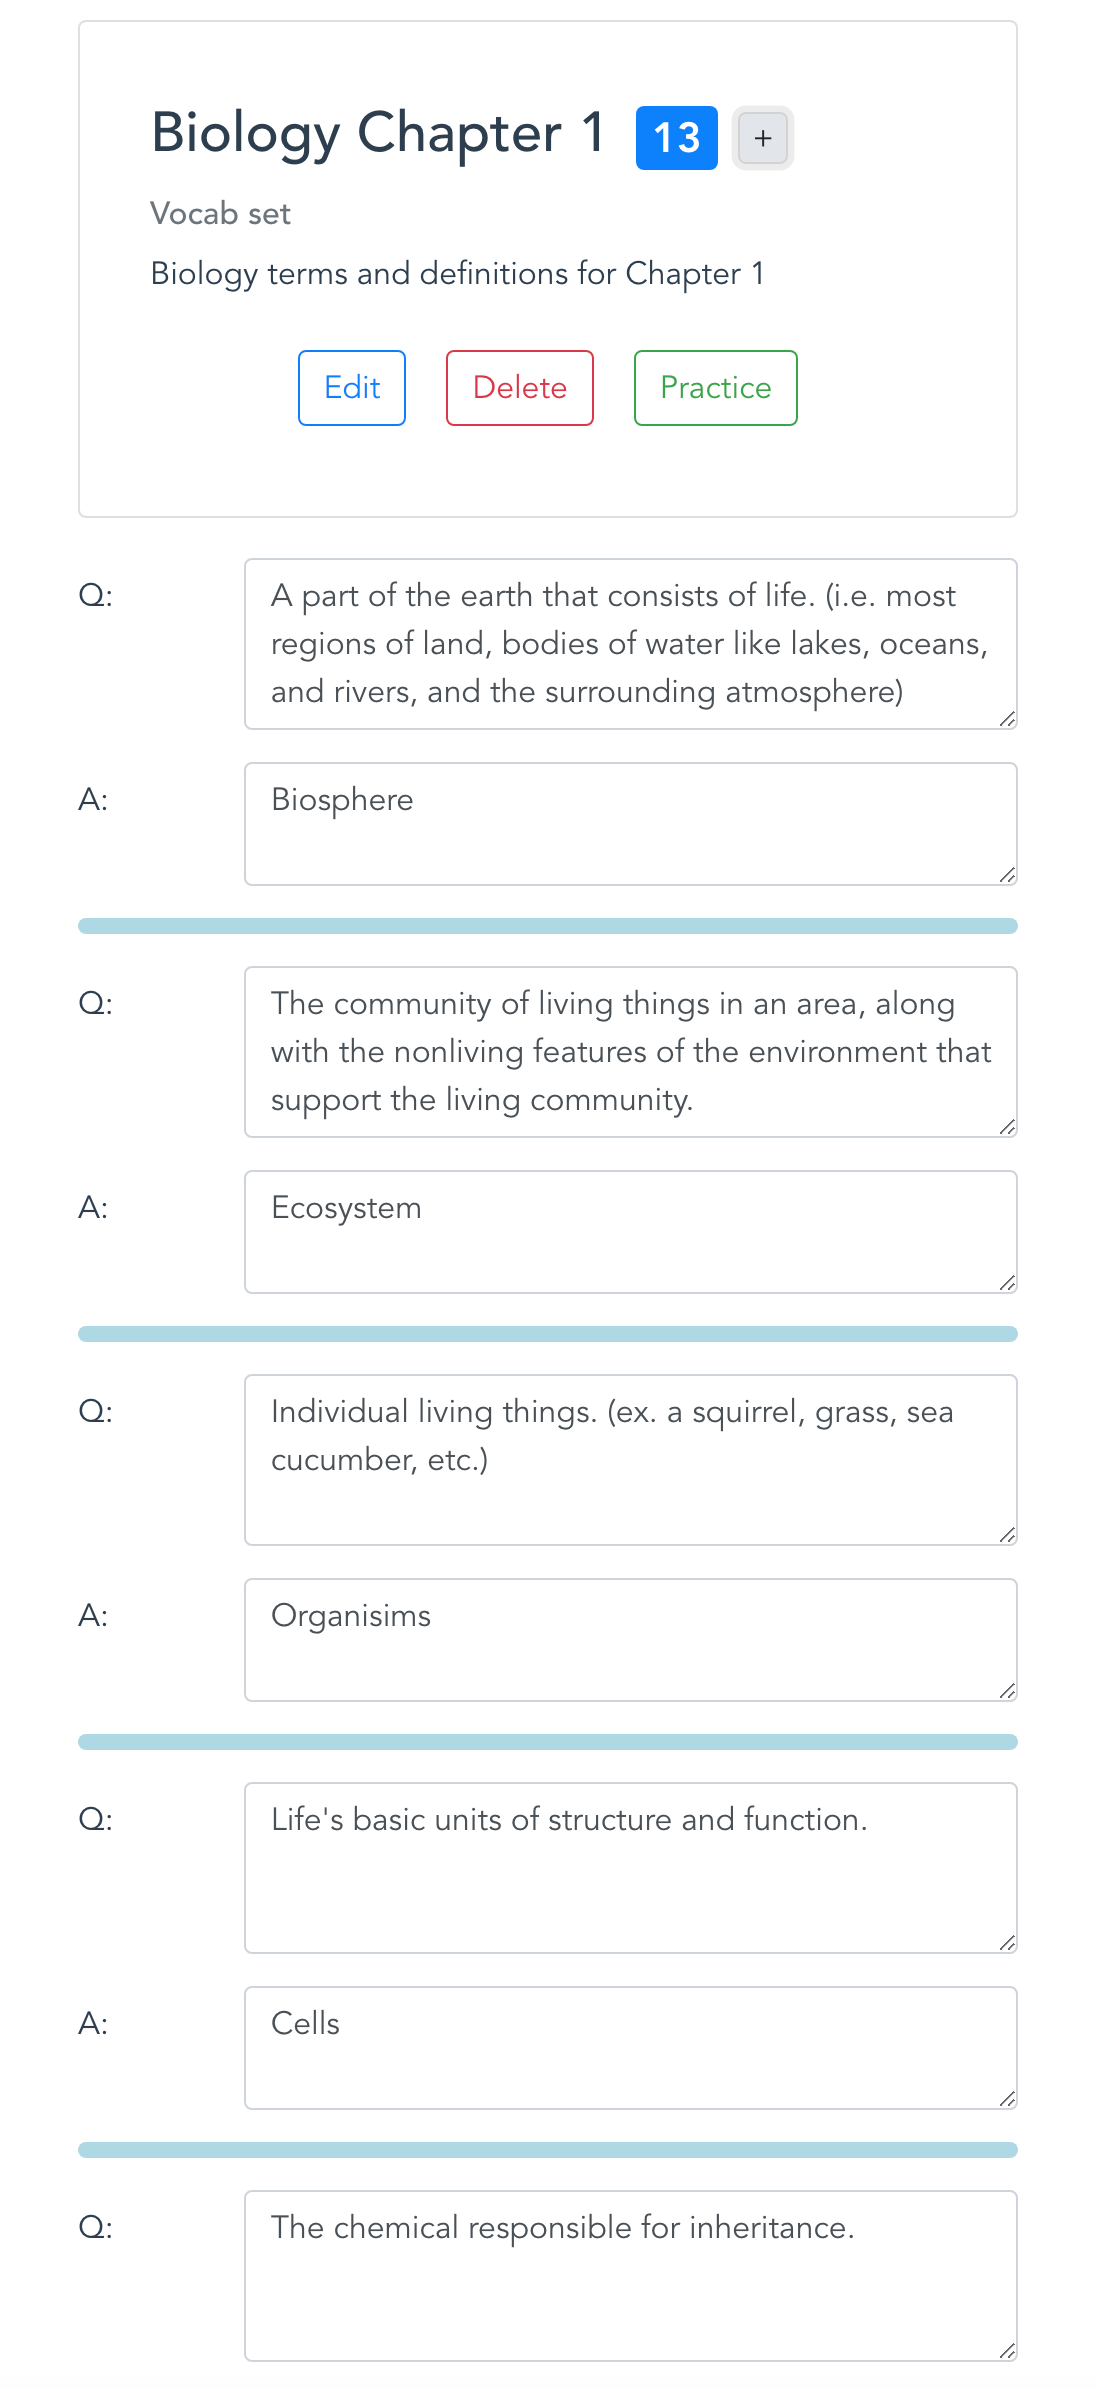 Biology Chapter 1 13 +
Vocab set
Biology terms and definitions for Chapter 1
Edit Delete Practice
Q: A part of the earth that consists of life. (i.e. most
regions of land, bodies of water like lakes, oceans,
and rivers, and the surrounding atmosphere)
A: Biosphere
Q: The community of living things in an area, along
with the nonliving features of the environment that
support the living community.
A: Ecosystem
Q: Individual living things. (ex. a squirrel, grass, sea
cucumber, etc.)
A: Organisims
Q: Life's basic units of structure and function.
A: Cells
Q: The chemical responsible for inheritance.